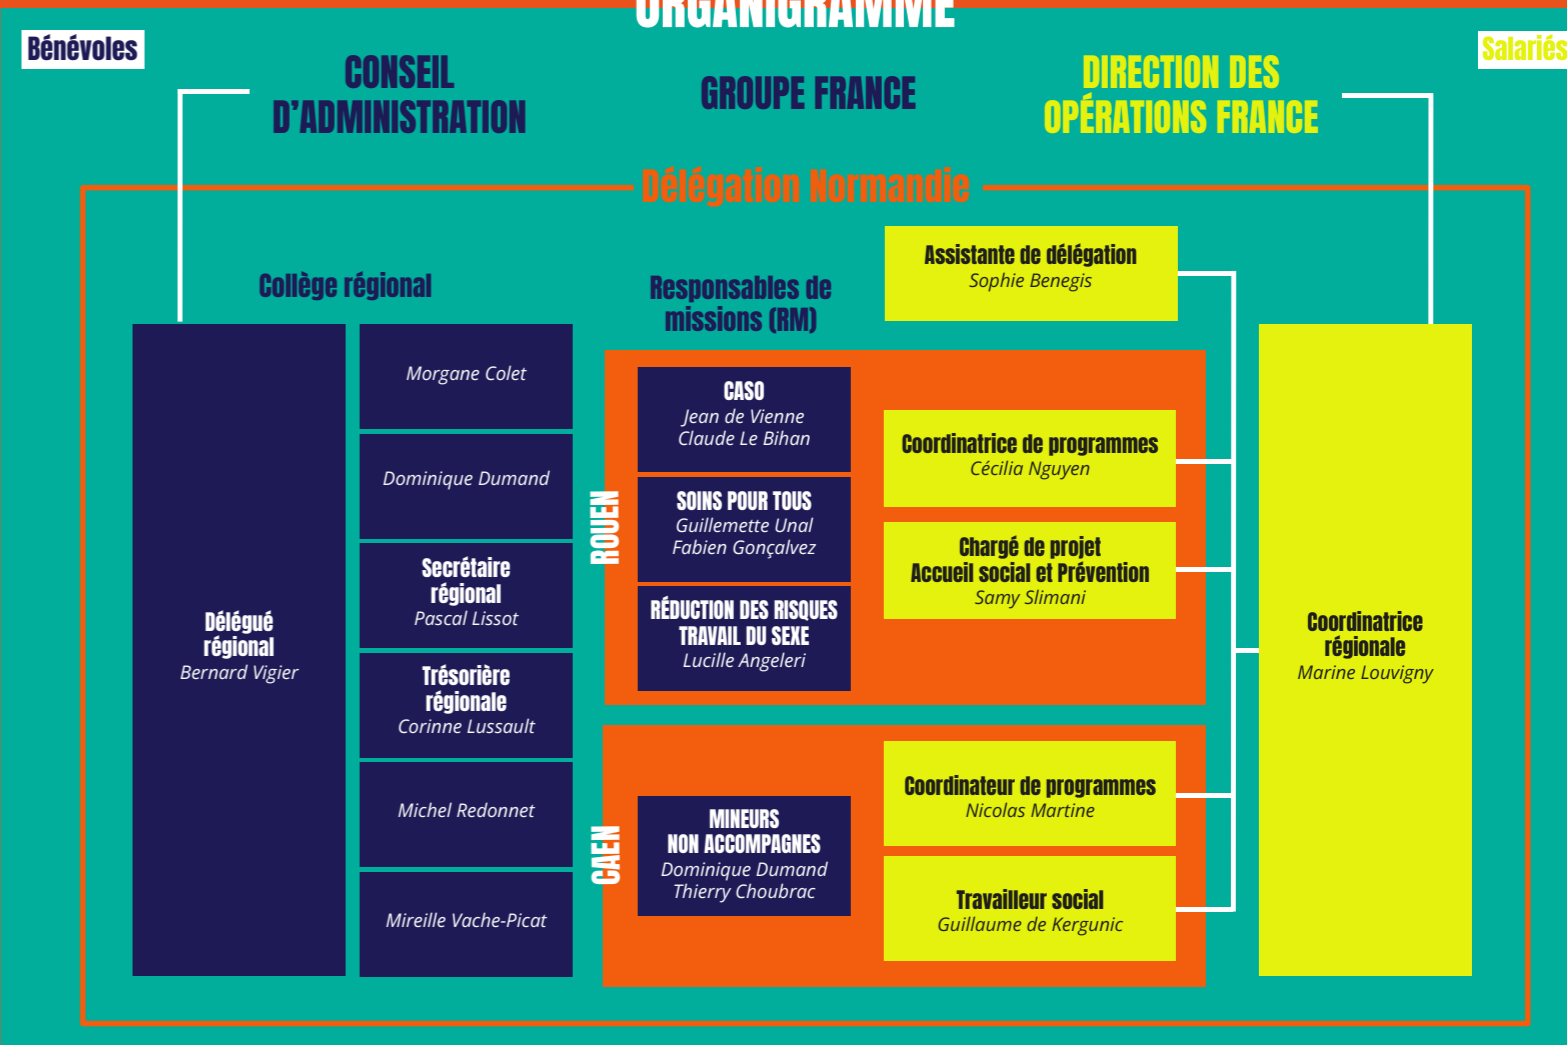 ORGANIGRAMME
Bénévoles
Salariés
CONSEIL
D’ADMINISTRATION
GROUPE FRANCE
DIRECTION DES
OPÉRATIONS FRANCE
Délégation Normandie
Collège régional
Délégué
régional
Bernard Vigier
Morgane Colet
Dominique Dumand
Secrétaire
régional
Pascal Lissot
Trésorière
régionale
Corinne Lussault
Michel Redonnet
Mireille Vache-Picat
Responsables de
missions (RM)
ROUEN
CASO
Jean de Vienne
Claude Le Bihan
SOINS POUR TOUS
Guillemette Unal
Fabien Gonçalvez
RÉDUCTION DES RISQUES
TRAVAIL DU SEXE
Lucille Angeleri
CAEN
MINEURS
NON ACCOMPAGNES
Dominique Dumand
Thierry Choubrac
Assistante de délégation
Sophie Benegis
Coordinatrice de programmes
Cécilia Nguyen
Chargé de projet
Accueil social et Prévention
Samy Slimani
Coordinateur de programmes
Nicolas Martine
Travailleur social
Guillaume de Kergunic
Coordinatrice
régionale
Marine Louvigny